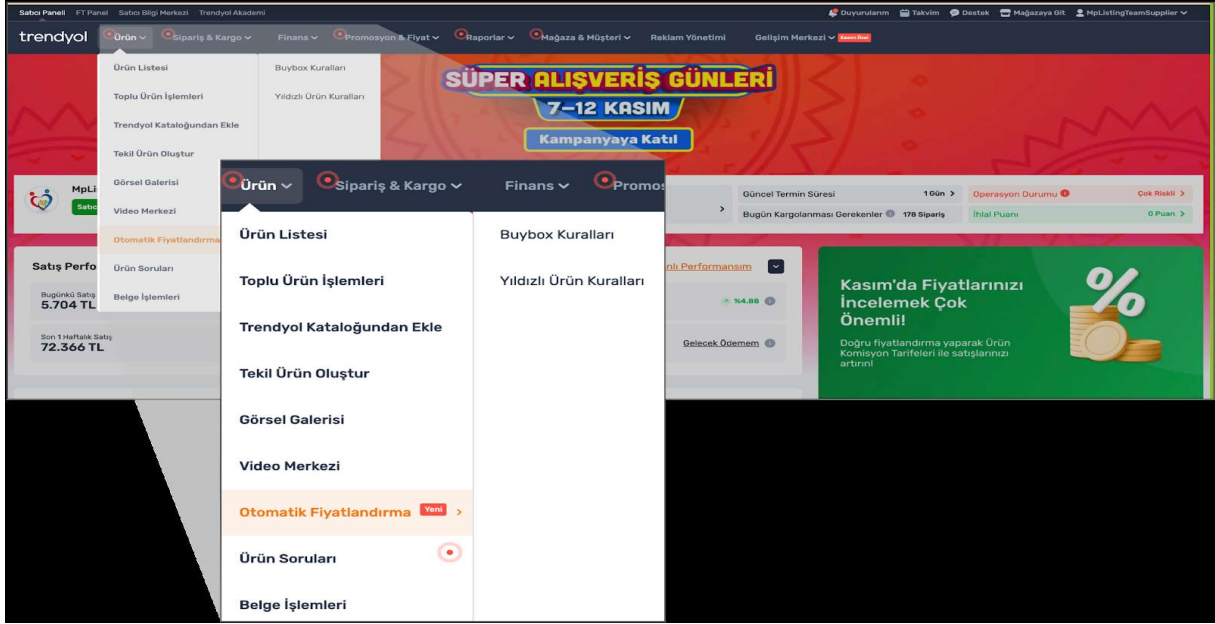 Satıcı Paneli FT Panel Satıcı Bilgi Merkezi Trendyol Akademi Duyurularım Takvim Destek Mağazaya Git MpListingTeamSupplier
trendyol Ürün Sipariş & Kargo Finans Promosyon & Fiyat Raporlar Mağaza & Müşteri Reklam Yönetimi Gelişim Merkezi Kasım Özel
Ürün Listesi Buybox Kuralları
Toplu Ürün İşlemleri Yıldızlı Ürün Kuralları
Trendyol Kataloğundan Ekle
Tekil Ürün Oluştur
Görsel Galerisi
Video Merkezi
Otomatik Fiyatlandırma
Ürün Soruları
Belge İşlemleri
SÜPER ALIŞVERİŞ GÜNLERİ
7-12 KASIM
Kampanyaya Katıl
MpLi
Satıc
Güncel Termin Süresi 1 Gün Operasyon Durumu Çok Riskli
Bugün Kargolanması Gerekenler 178 Sipariş İhlal Puanı 0 Puan
Satış Perfo
nlı Performansım
Bugünkü Satış
5.704 TL
%4.86
Son 1 Haftalık Satış
72.366 TL
Gelecek Ödemem
Kasım'da Fiyatlarınızı
İncelemek Çok
Önemli!
Doğru fiyatlandırma yaparak Ürün
Komisyon Tarifeleri ile satışlarınızı
artırın!
Ürün Sipariş & Kargo Finans Promos
Ürün Listesi Buybox Kuralları
Toplu Ürün İşlemleri Yıldızlı Ürün Kuralları
Trendyol Kataloğundan Ekle
Tekil Ürün Oluştur
Görsel Galerisi
Video Merkezi
Otomatik Fiyatlandırma Yeni
Ürün Soruları
Belge İşlemleri